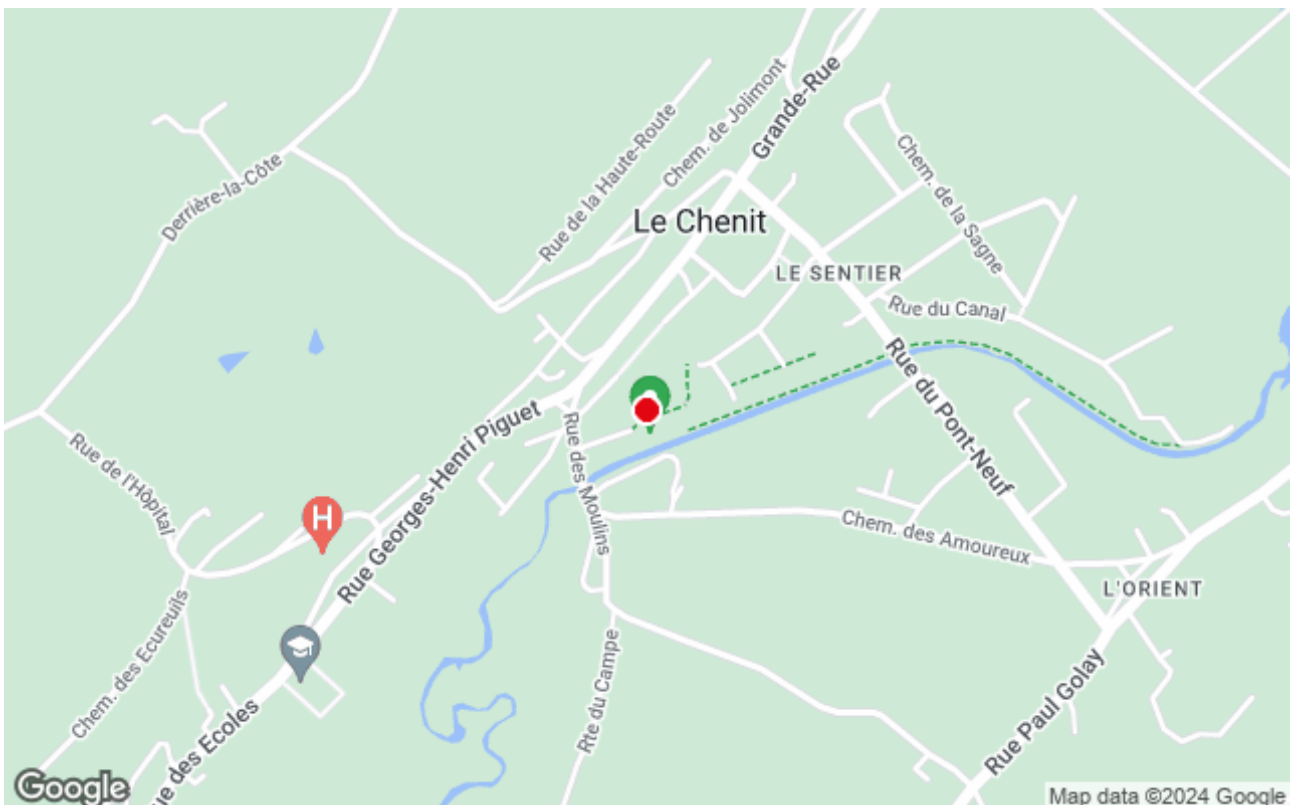 Chem. de Jolimont
Grande-Rue
Rue de la Haute-Route
Derrière-la-Côte
Chem. de la Sagne
Le Chenit
LE SENTIER
Rue du Canal
Rue du Pont-Neuf
Rue Georges-Henri Piguet
Rue des Moulins
Rue de l'Hôpital
H
Chem. des Amoureux
L'ORIENT
Chem. des Ecureuils
Rte du Campe
Rue Paul Golay
ue des Ecoles
Google
Map data ©2024 Google